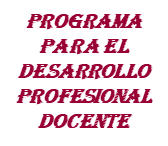 PROGRAMA
PARA EL
DESARROLLO
PROFESIONAL
DOCENTE